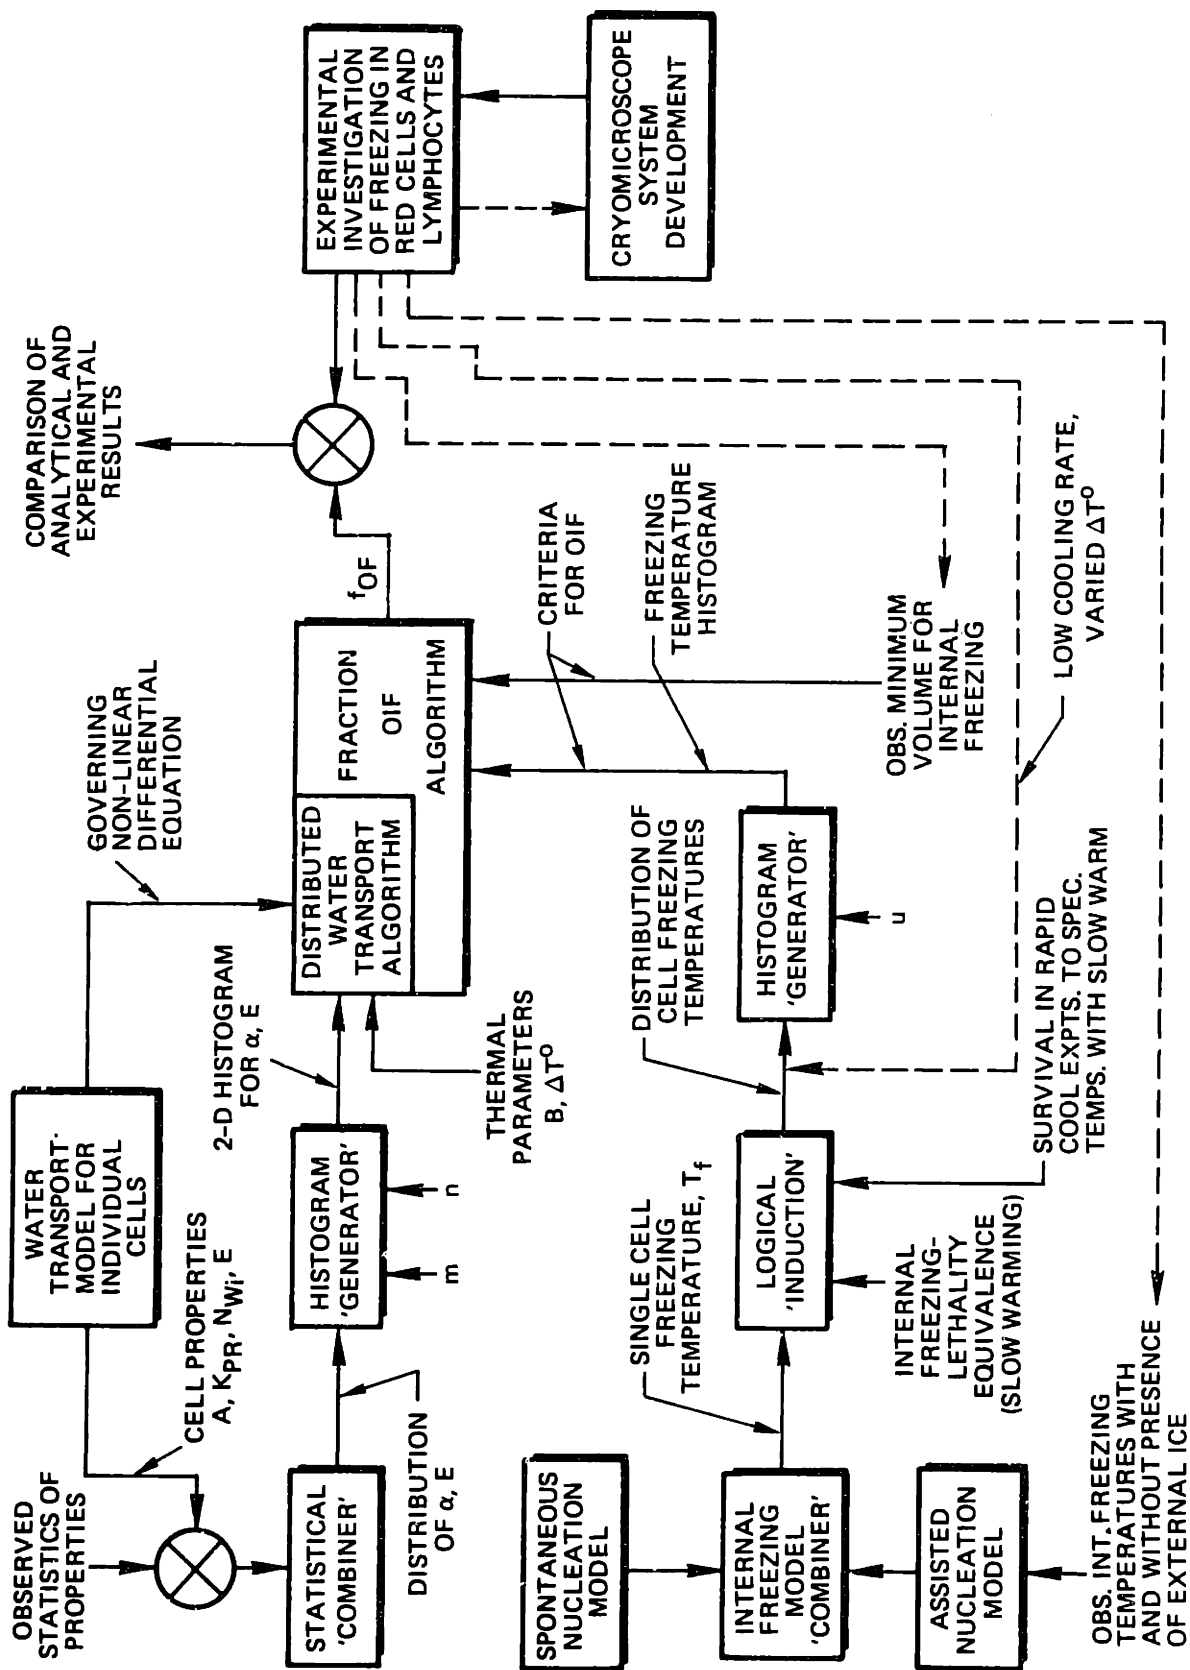 OBSERVED
STATISTICS OF
PROPERTIES
CELL PROPERTIES
A, K_PR, N_Wi, E
WATER
TRANSPORT-
MODEL FOR
INDIVIDUAL
CELLS
GOVERNING
NON-LINEAR
DIFFERENTIAL
EQUATION
COMPARISON OF
ANALYTICAL AND
EXPERIMENTAL
RESULTS
STATISTICAL
'COMBINER'
DISTRIBUTION
OF α, E
HISTOGRAM
'GENERATOR'
m
n
2-D HISTOGRAM
FOR α, E
THERMAL
PARAMETERS
B, ΔT°
DISTRIBUTED
WATER
TRANSPORT
ALGORITHM
FRACTION
OIF
ALGORITHM
f_OF
EXPERIMENTAL
INVESTIGATION
OF FREEZING IN
RED CELLS AND
LYMPHOCYTES
CRYOMICROSCOPE
SYSTEM
DEVELOPMENT
SPONTANEOUS
NUCLEATION
MODEL
INTERNAL
FREEZING
MODEL
'COMBINER'
ASSISTED
NUCLEATION
MODEL
SINGLE CELL
FREEZING
TEMPERATURE, T_f
LOGICAL
'INDUCTION'
INTERNAL
FREEZING-
LETHALITY
EQUIVALENCE
(SLOW WARMING)
DISTRIBUTION OF
CELL FREEZING
TEMPERATURES
HISTOGRAM
'GENERATOR'
u
CRITERIA
FOR OIF
FREEZING
TEMPERATURE
HISTOGRAM
OBS. MINIMUM
VOLUME FOR
INTERNAL
FREEZING
LOW COOLING RATE,
VARIED ΔT°
SURVIVAL IN RAPID
COOL EXPTS. TO SPEC.
TEMPS. WITH SLOW WARM
OBS. INT. FREEZING
TEMPERATURES WITH
AND WITHOUT PRESENCE
OF EXTERNAL ICE